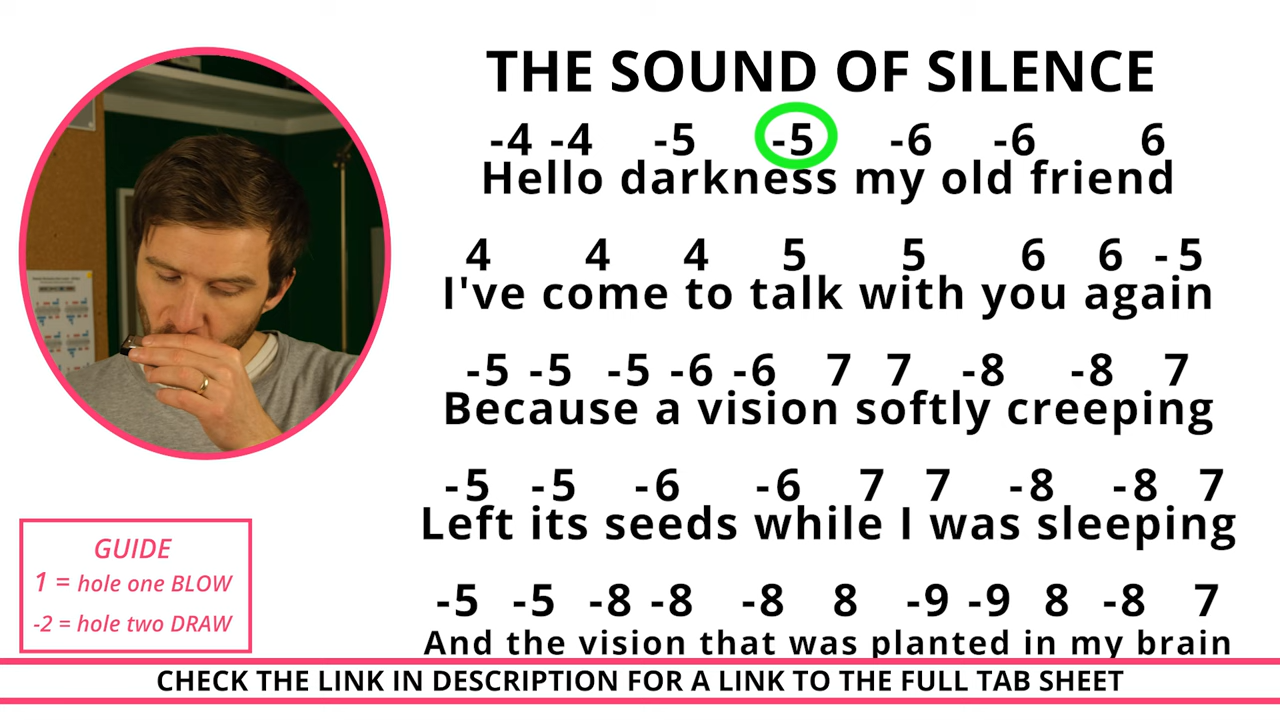 THE SOUND OF SILENCE
-4 -4 -5 -5 -6 -6 6
Hello darkness my old friend
4 4 4 5 5 6 6 -5
I've come to talk with you again
-5 -5 -5 -6 -6 7 7 -8 -8 7
Because a vision softly creeping
-5 -5 -6 -6 7 7 -8 -8 7
Left its seeds while I was sleeping
-5 -5 -8 -8 -8 8 -9 -9 8 -8 7
And the vision that was planted in my brain
GUIDE
1 = hole one BLOW
-2 = hole two DRAW
CHECK THE LINK IN DESCRIPTION FOR A LINK TO THE FULL TAB SHEET